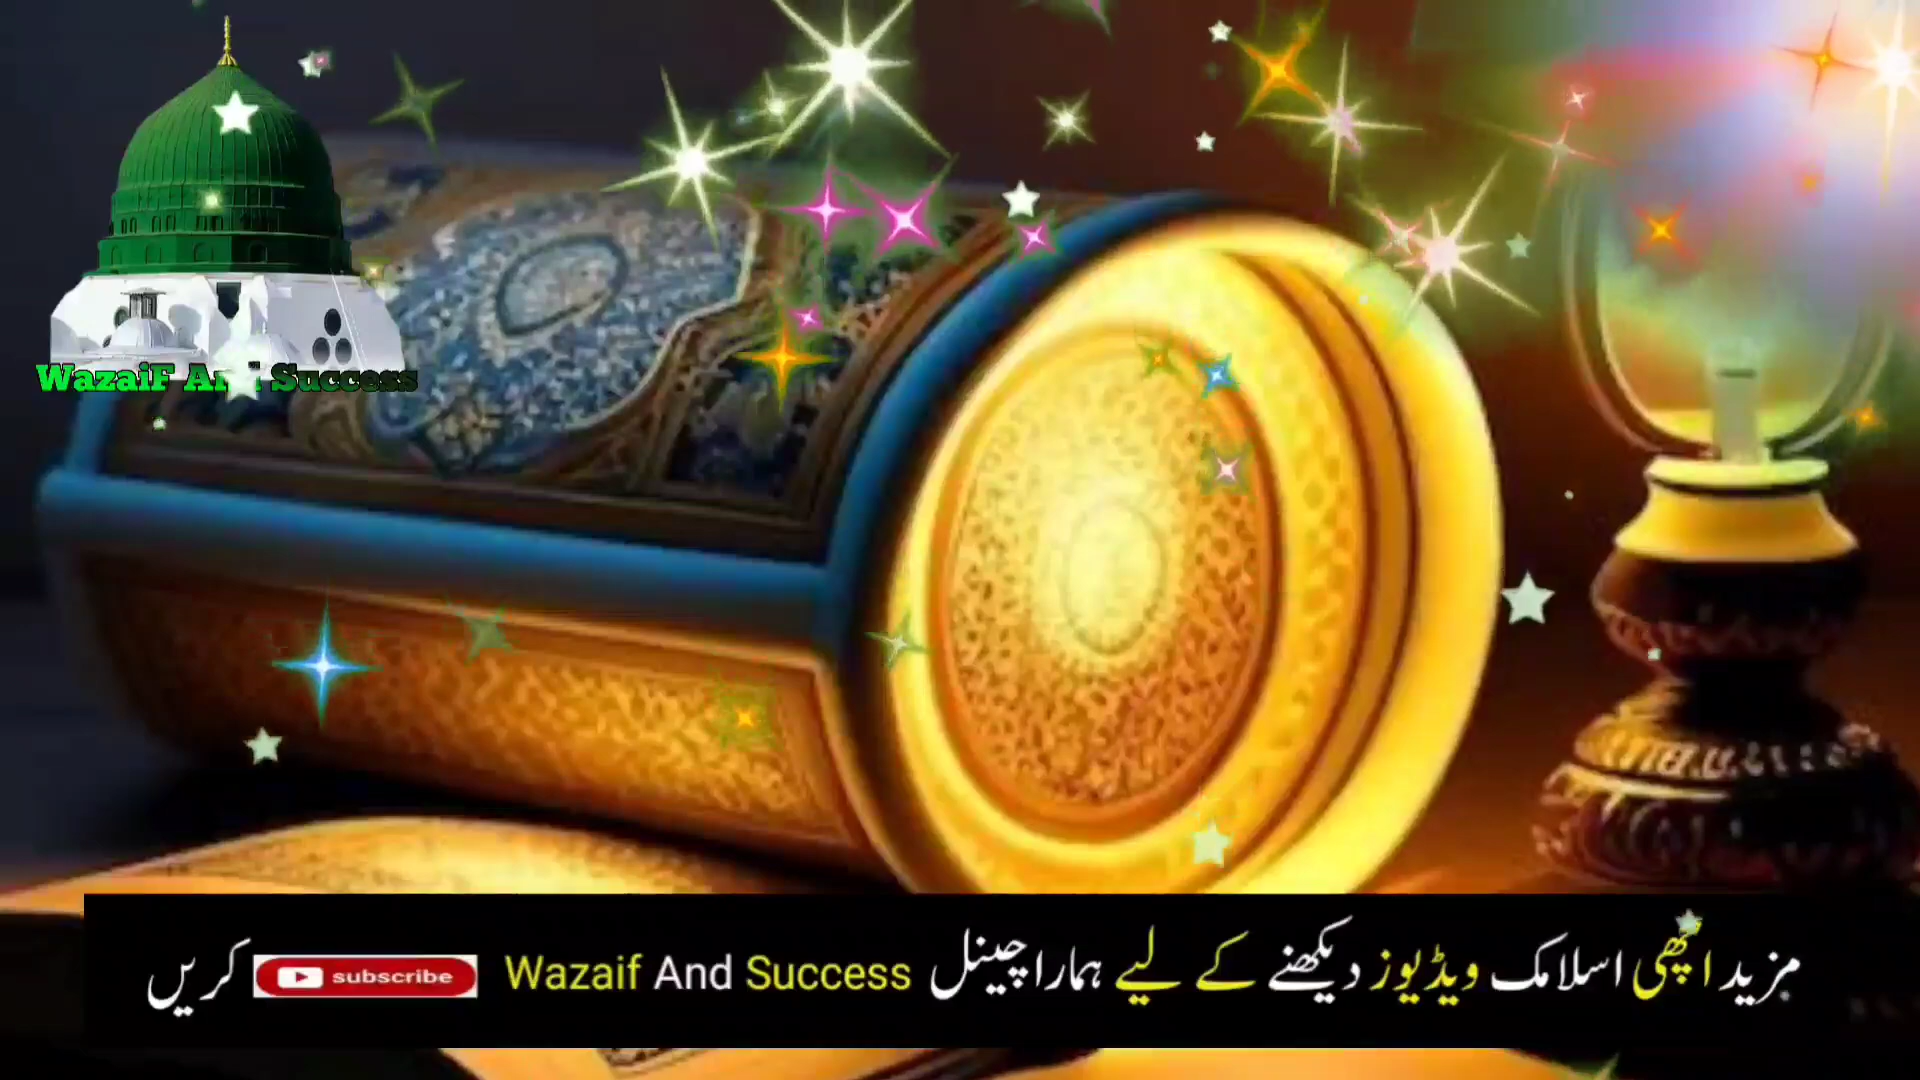 WazaiF And Success
مزید اچھی اسلامک ویڈیوز دیکھنے کے لیے ہمارا چینل Wazaif And Success subscribe کریں